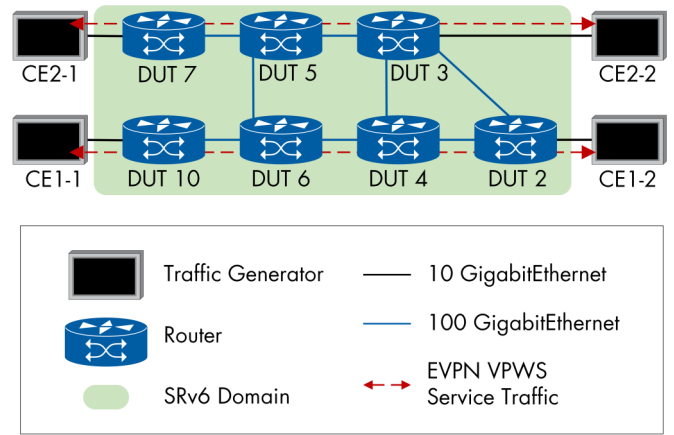 CE2-1
DUT 7
DUT 5
DUT 3
CE2-2
CE1-1
DUT 10
DUT 6
DUT 4
DUT 2
CE1-2
Traffic Generator
10 GigabitEthernet
Router
100 GigabitEthernet
SRv6 Domain
EVPN VPWS
Service Traffic